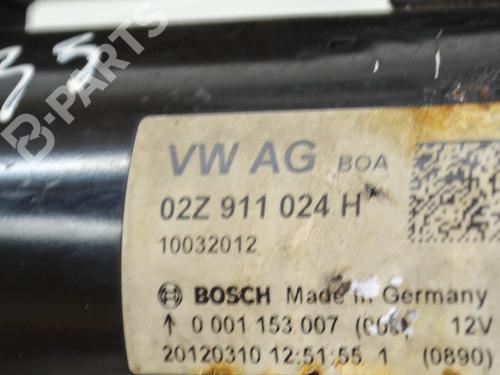 33
B-PARTS
VW AG BOA
02Z 911 024 H
10032012
BOSCH Made in Germany
↑ 0 001 153 007 12V
20120310 12:51:55 1 (0890)